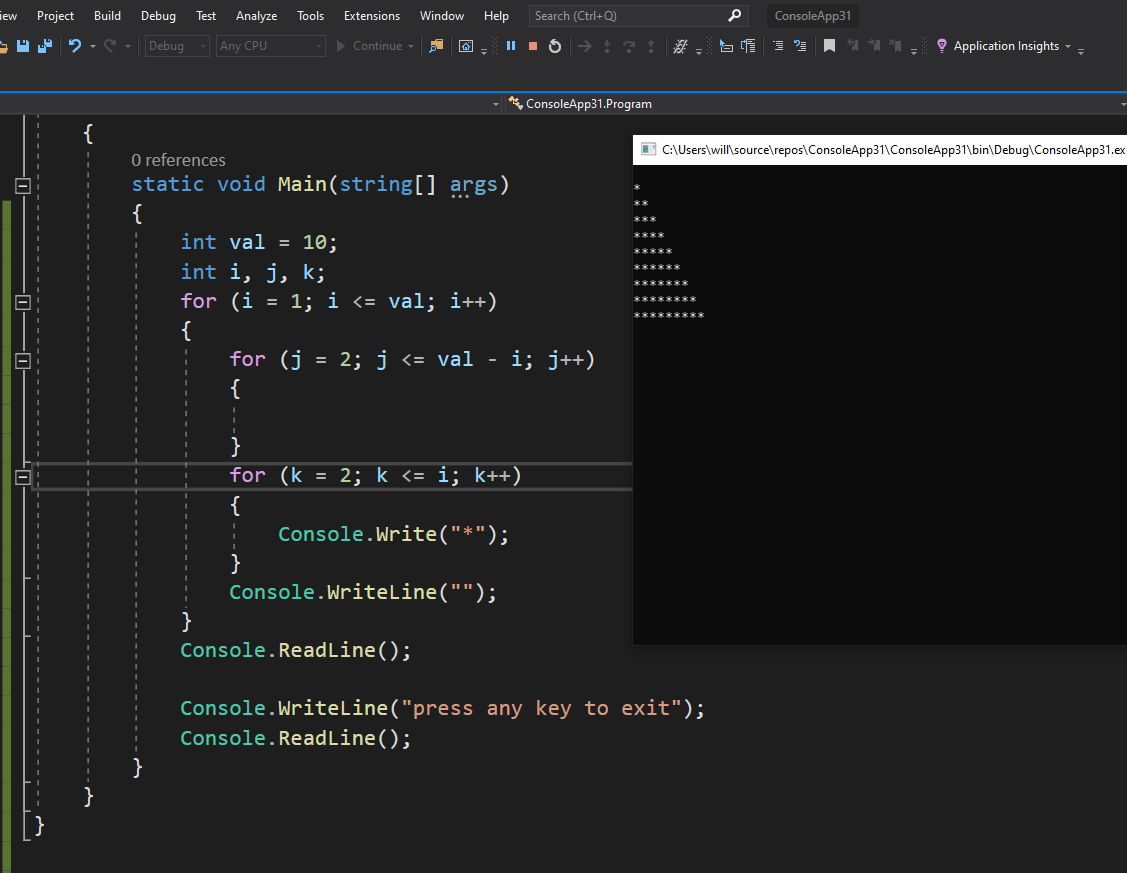 iew Project Build Debug Test Analyze Tools Extensions Window Help Search (Ctrl+Q) ConsoleApp31
Debug Any CPU Continue Application Insights
ConsoleApp31.Program
{
0 references
static void Main(string[] args)
{
int val = 10;
int i, j, k;
for (i = 1; i <= val; i++)
{
for (j = 2; j <= val - i; j++)
{
}
for (k = 2; k <= i; k++)
{
Console.Write("*");
}
Console.WriteLine("");
}
Console.ReadLine();
Console.WriteLine("press any key to exit");
Console.ReadLine();
}
}
}
C:\Users\will\source\repos\ConsoleApp31\ConsoleApp31\bin\Debug\ConsoleApp31.ex
*
**
***
****
*****
******
*******
********
*********